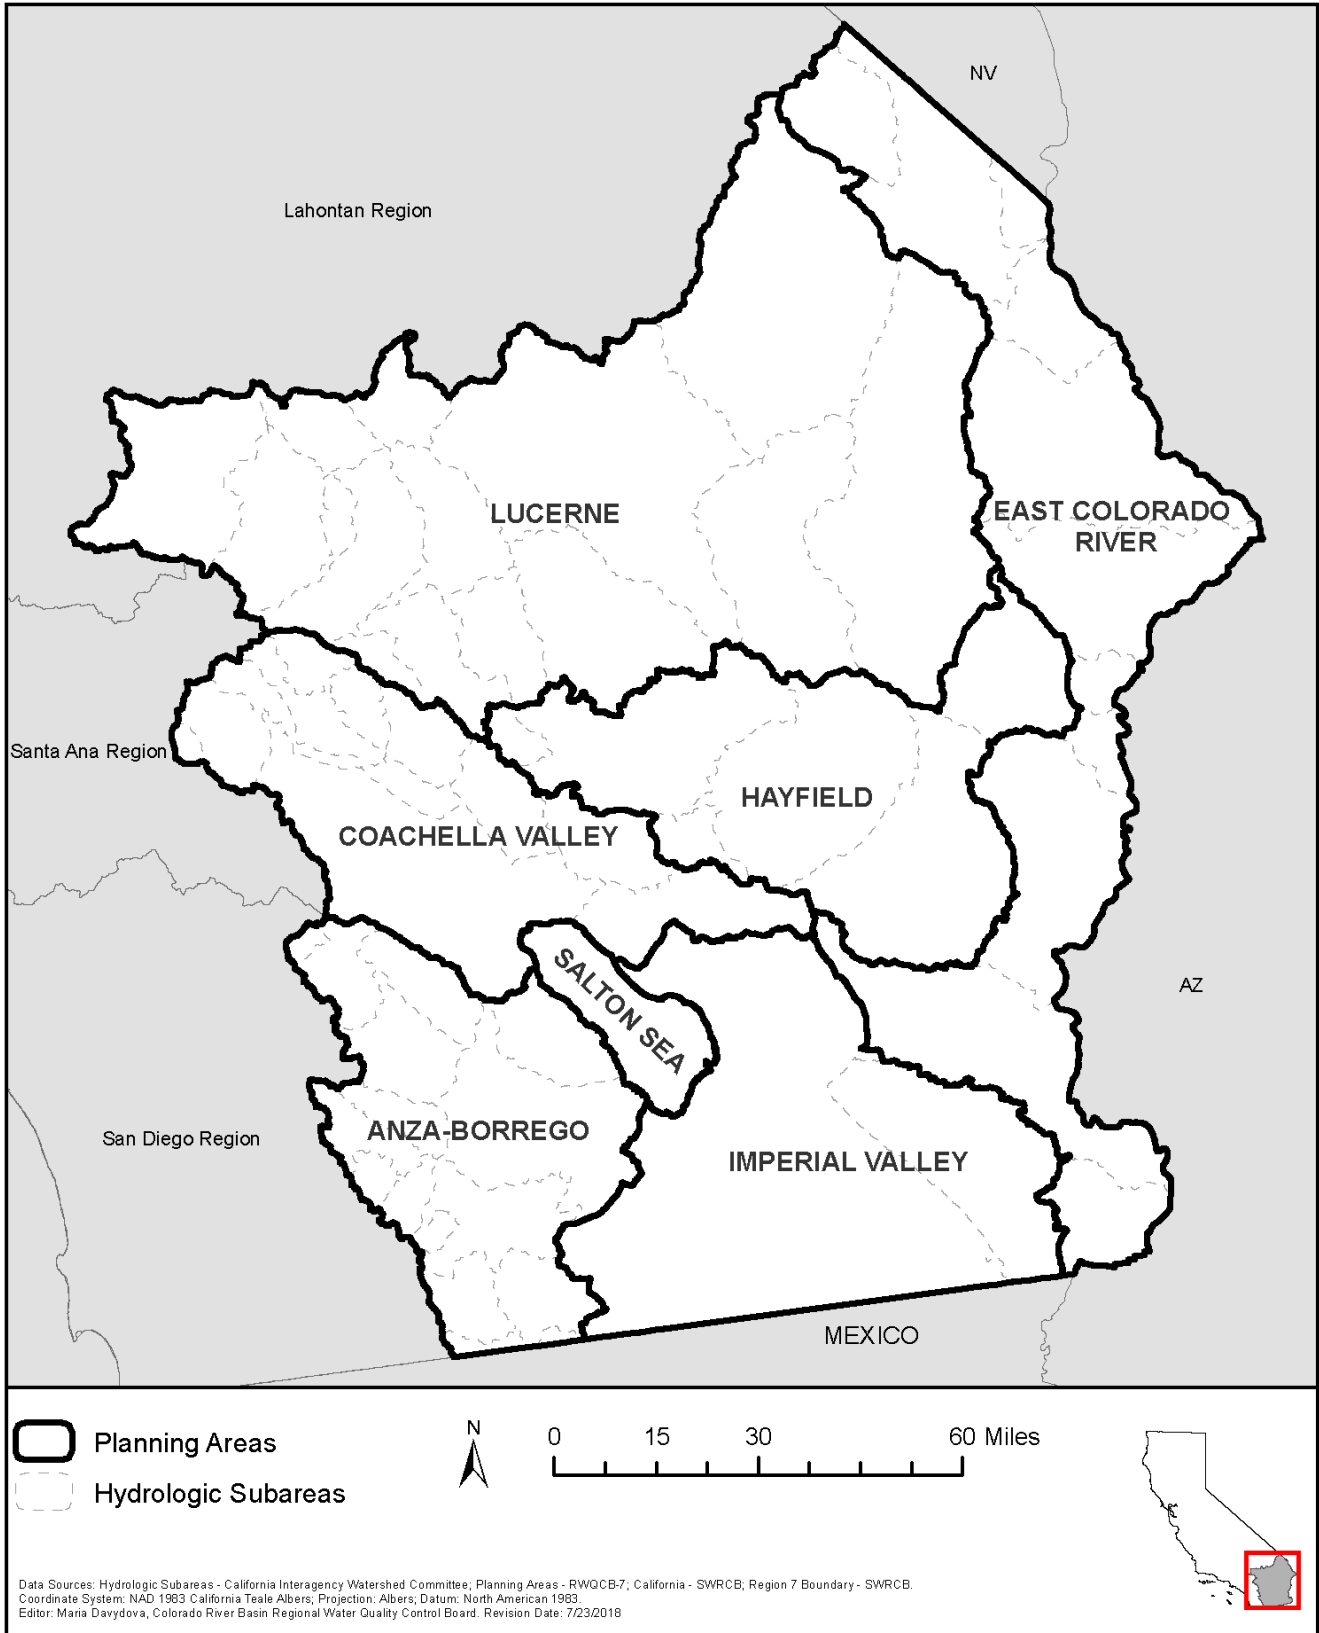 NV
Lahontan Region
LUCERNE
EAST COLORADO
RIVER
Santa Ana Region
HAYFIELD
COACHELLA VALLEY
SALTON SEA
AZ
ANZA-BORREGO
San Diego Region
IMPERIAL VALLEY
MEXICO
Planning Areas
Hydrologic Subareas
N
0 15 30 60 Miles
Data Sources: Hydrologic Subareas - California Interagency Watershed Committee; Planning Areas - RWQCB-7; California - SWRCB; Region 7 Boundary - SWRCB.
Coordinate System: NAD 1983 California Teale Albers; Projection: Albers; Datum: North American 1983.
Editor: Maria Davydova, Colorado River Basin Regional Water Quality Control Board. Revision Date: 7/23/2018